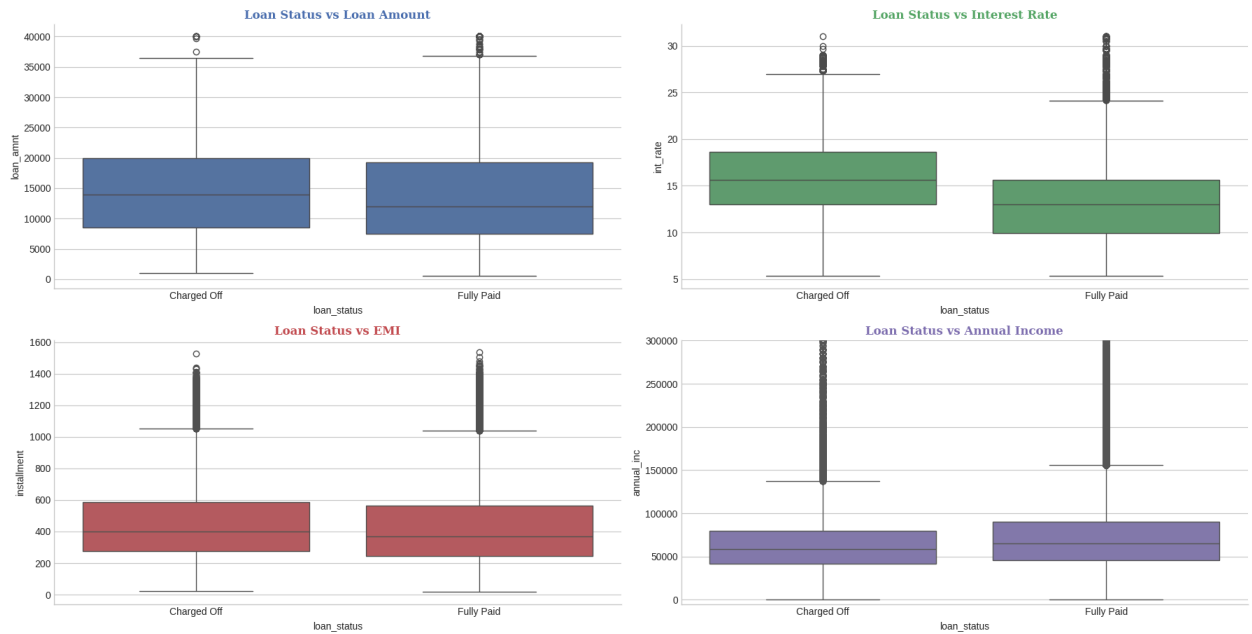 Loan Status vs Loan Amount
loan_amnt
40000
35000
30000
25000
20000
15000
10000
5000
0
Charged Off
Fully Paid
loan_status
Loan Status vs Interest Rate
int_rate
30
25
20
15
10
5
Charged Off
Fully Paid
loan_status
Loan Status vs EMI
installment
1600
1400
1200
1000
800
600
400
200
0
Charged Off
Fully Paid
loan_status
Loan Status vs Annual Income
annual_inc
300000
250000
200000
150000
100000
50000
0
Charged Off
Fully Paid
loan_status